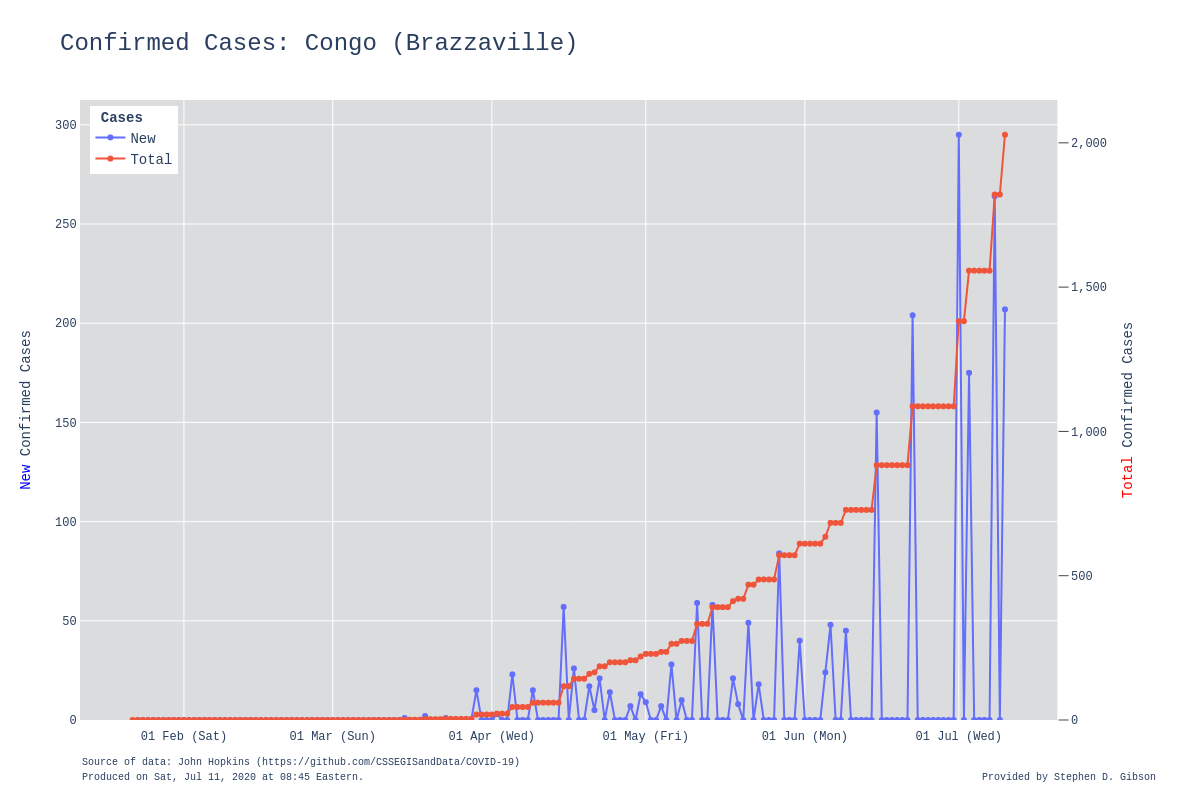 Confirmed Cases: Congo (Brazzaville)
Cases
New
Total
300
250
200
150
100
50
0
2,000
1,500
1,000
500
0
New Confirmed Cases
Total Confirmed Cases
01 Feb (Sat) 01 Mar (Sun) 01 Apr (Wed) 01 May (Fri) 01 Jun (Mon) 01 Jul (Wed)
Source of data: John Hopkins (https://github.com/CSSEGISandData/COVID-19)
Produced on Sat, Jul 11, 2020 at 08:45 Eastern.
Provided by Stephen D. Gibson